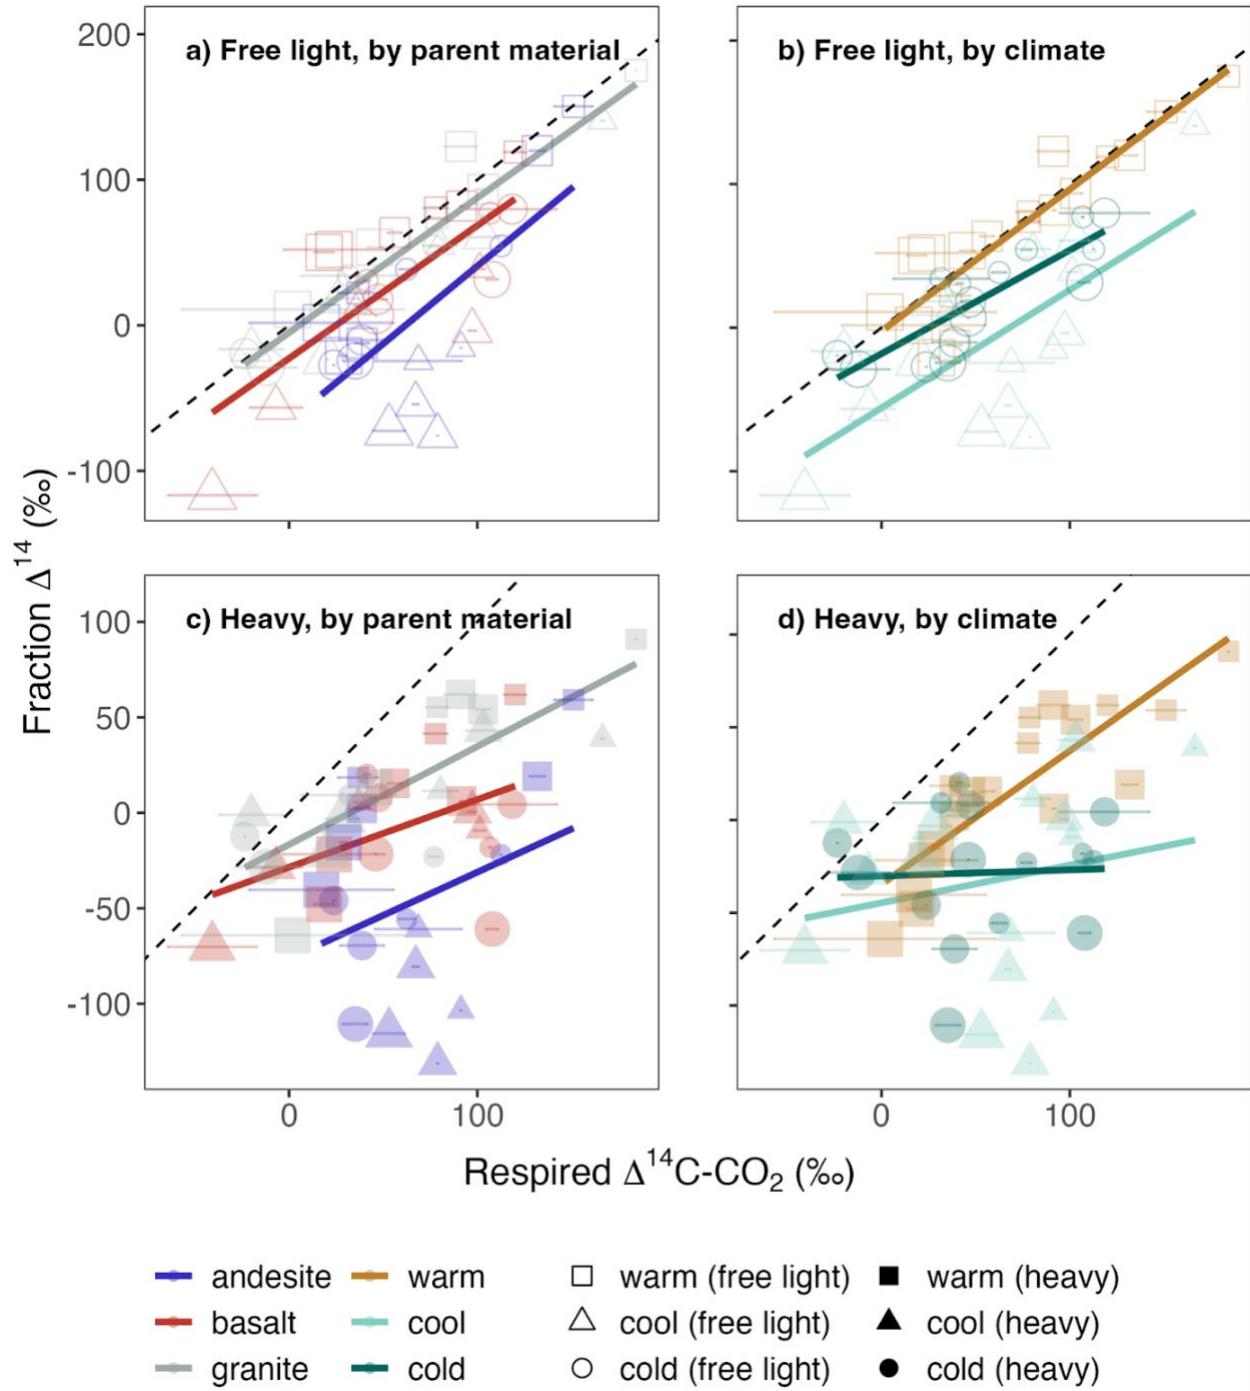 a) Free light, by parent material
b) Free light, by climate
200
100
0
-100
c) Heavy, by parent material
d) Heavy, by climate
100
50
0
-50
-100
0 100
0 100
Fraction Δ¹⁴ (‰)
Respired Δ¹⁴C-CO₂ (‰)
andesite warm warm (free light) warm (heavy)
basalt cool cool (free light) cool (heavy)
granite cold cold (free light) cold (heavy)